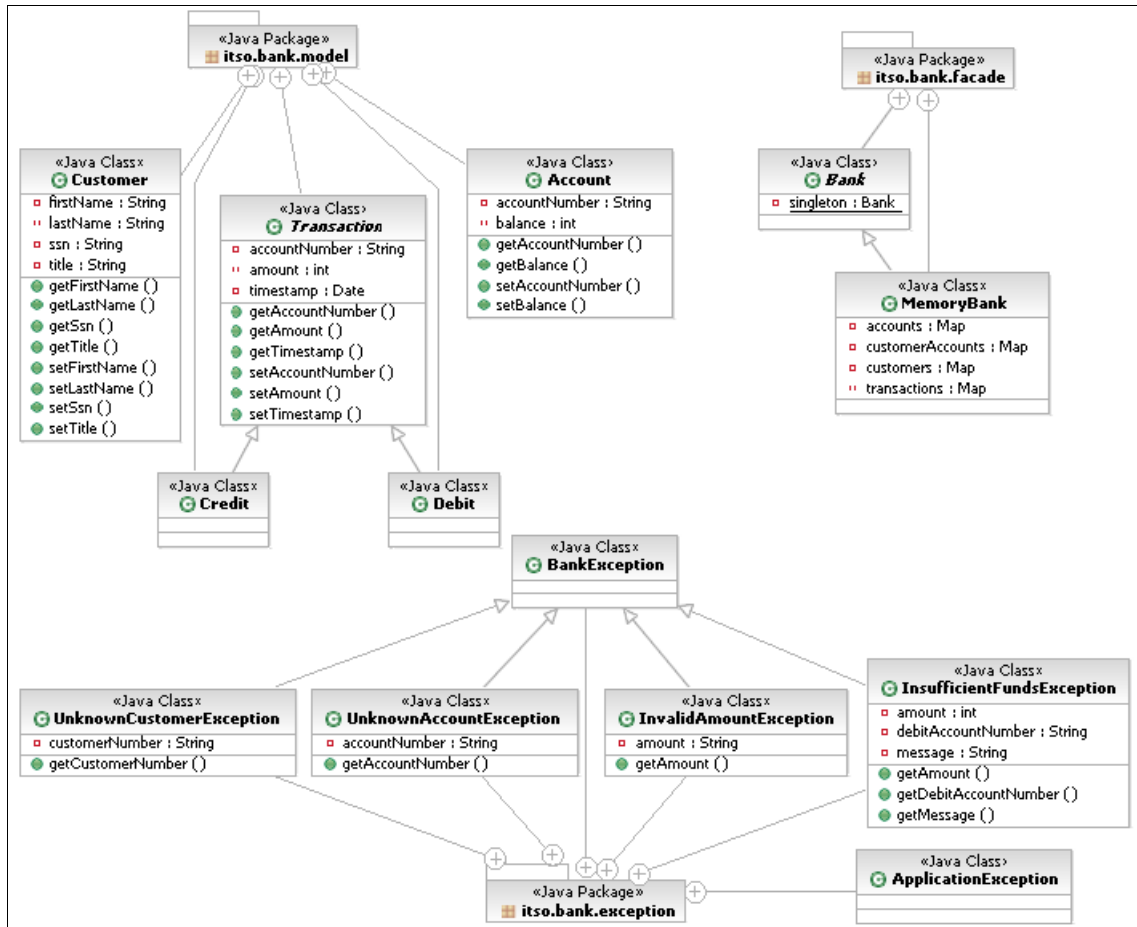 «Java Package»
itso.bank.model
«Java Package»
itso.bank.facade
«Java Class»
Customer
firstName : String
lastName : String
ssn : String
title : String
getFirstName ()
getLastName ()
getSsn ()
getTitle ()
setFirstName ()
setLastName ()
setSsn ()
setTitle ()
«Java Class»
Transaction
accountNumber : String
amount : int
timestamp : Date
getAccountNumber ()
getAmount ()
getTimestamp ()
setAccountNumber ()
setAmount ()
setTimestamp ()
«Java Class»
Account
accountNumber : String
balance : int
getAccountNumber ()
getBalance ()
setAccountNumber ()
setBalance ()
«Java Class»
Bank
singleton : Bank
«Java Class»
MemoryBank
accounts : Map
customerAccounts : Map
customers : Map
transactions : Map
«Java Class»
Credit
«Java Class»
Debit
«Java Class»
BankException
«Java Class»
UnknownCustomerException
customerNumber : String
getCustomerNumber ()
«Java Class»
UnknownAccountException
accountNumber : String
getAccountNumber ()
«Java Class»
InvalidAmountException
amount : String
getAmount ()
«Java Class»
InsufficientFundsException
amount : int
debitAccountNumber : String
message : String
getAmount ()
getDebitAccountNumber ()
getMessage ()
«Java Package»
itso.bank.exception
«Java Class»
ApplicationException